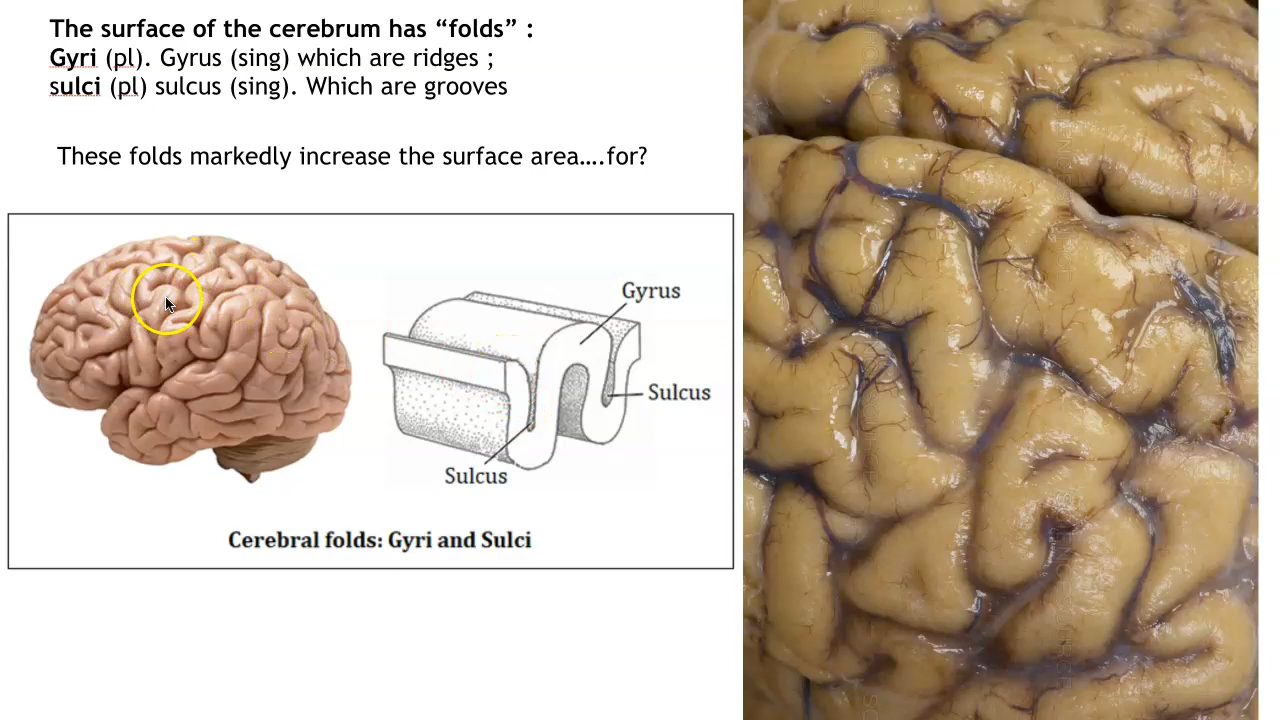 The surface of the cerebrum has “folds” :
Gyri (pl). Gyrus (sing) which are ridges ;
sulci (pl) sulcus (sing). Which are grooves
These folds markedly increase the surface area….for?
Gyrus
Sulcus
Sulcus
Cerebral folds: Gyri and Sulci